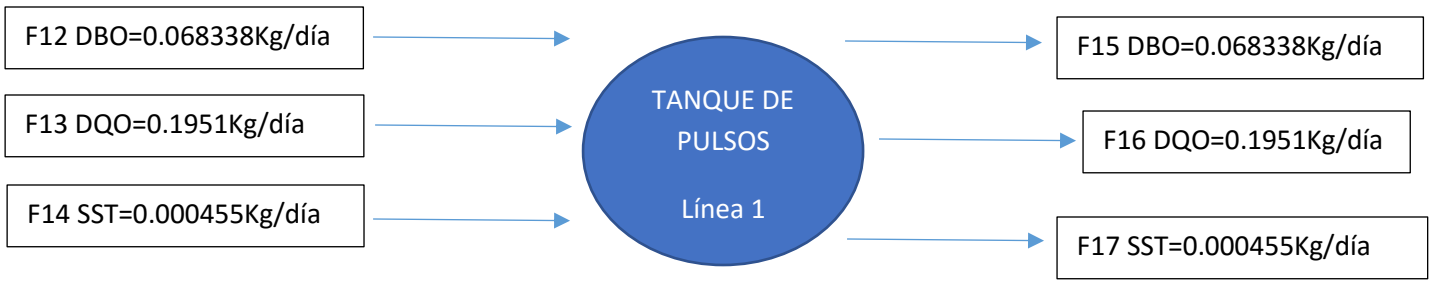 F12 DBO=0.068338Kg/día
F13 DQO=0.1951Kg/día
F14 SST=0.000455Kg/día
TANQUE DE
PULSOS
Línea 1
F15 DBO=0.068338Kg/día
F16 DQO=0.1951Kg/día
F17 SST=0.000455Kg/día